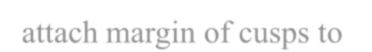 attach margin of cusps to